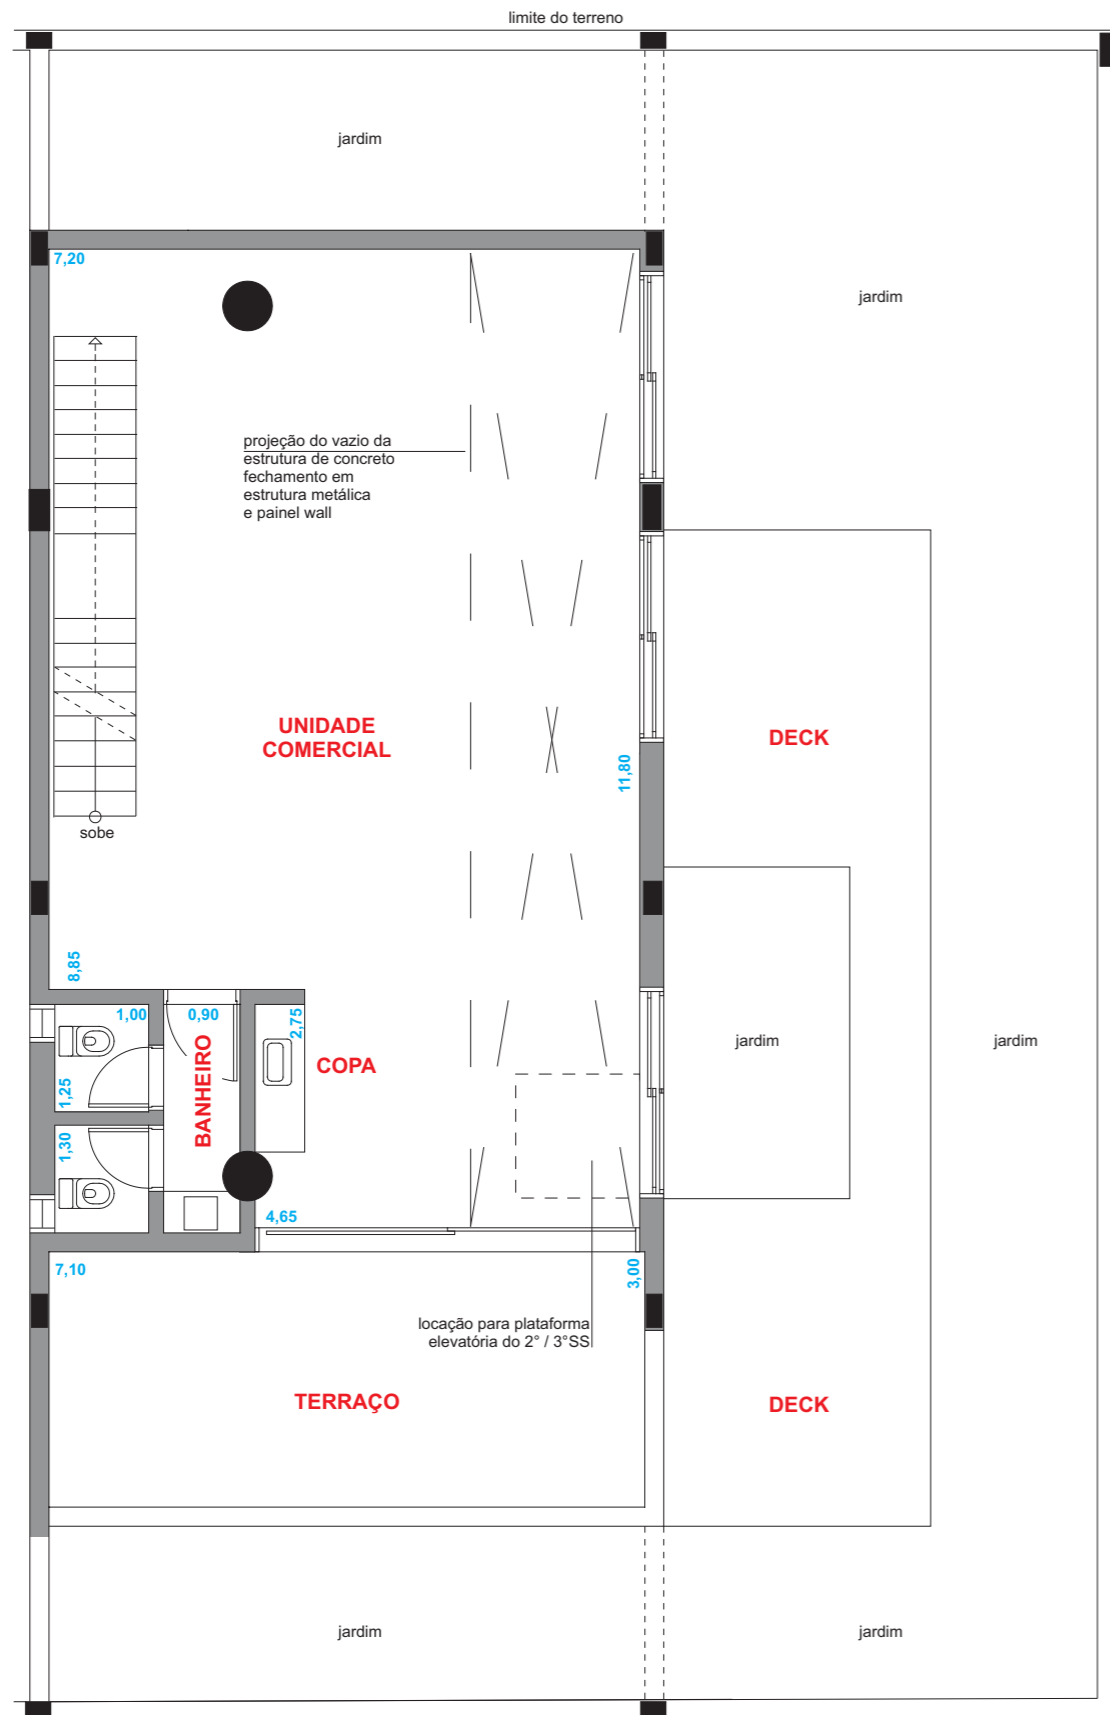 limite do terreno
jardim
7,20
jardim
projeção do vazio da
estrutura de concreto
fechamento em
estrutura metálica
e painel wall
UNIDADE
COMERCIAL
DECK
11,80
sobe
8,85
1,00
0,90
2,75
BANHEIRO
COPA
jardim
jardim
1,25
1,30
4,65
7,10
3,00
locação para plataforma
elevatória do 2° / 3°SS
TERRAÇO
DECK
jardim
jardim